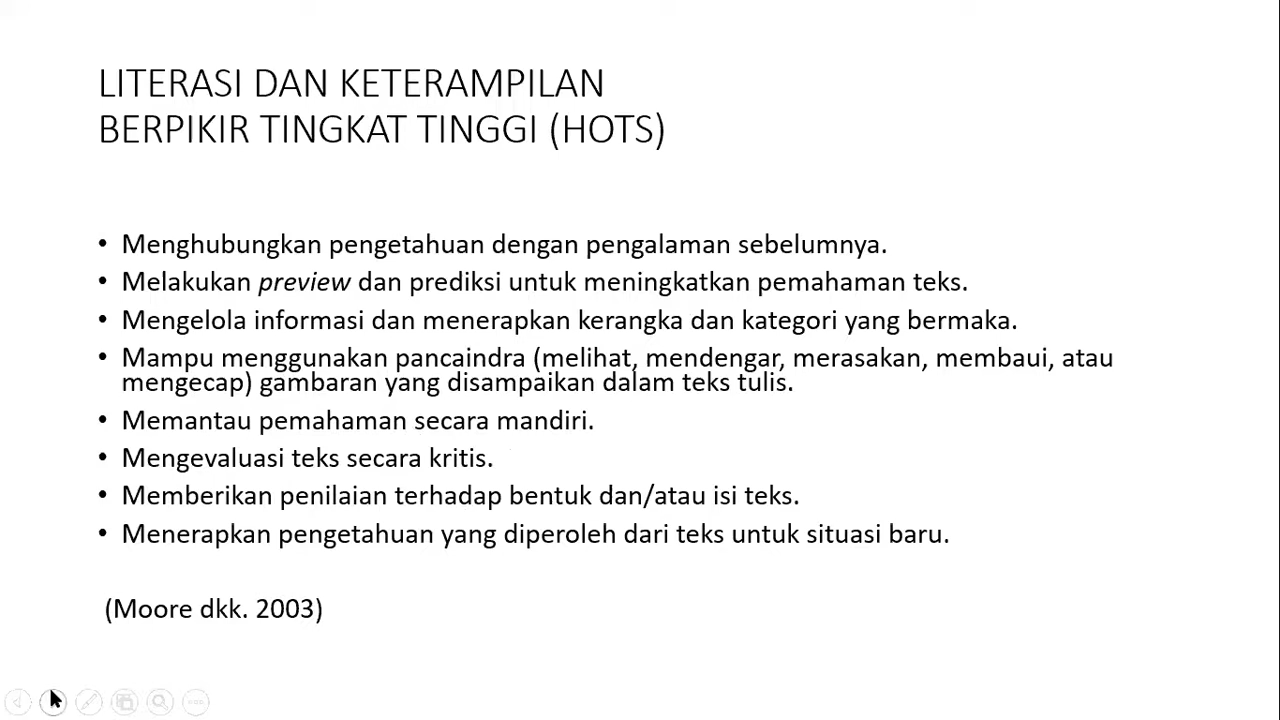 LITERASI DAN KETERAMPILAN
BERPIKIR TINGKAT TINGGI (HOTS)
• Menghubungkan pengetahuan dengan pengalaman sebelumnya.
• Melakukan preview dan prediksi untuk meningkatkan pemahaman teks.
• Mengelola informasi dan menerapkan kerangka dan kategori yang bermaka.
• Mampu menggunakan pancaindra (melihat, mendengar, merasakan, membaui, atau
mengecap) gambaran yang disampaikan dalam teks tulis.
• Memantau pemahaman secara mandiri.
• Mengevaluasi teks secara kritis.
• Memberikan penilaian terhadap bentuk dan/atau isi teks.
• Menerapkan pengetahuan yang diperoleh dari teks untuk situasi baru.
(Moore dkk. 2003)